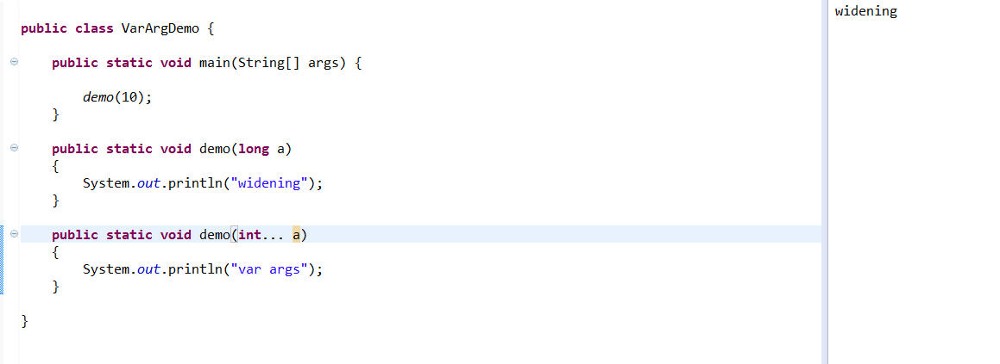 public class VarArgDemo {
public static void main(String[] args) {
demo(10);
}
public static void demo(long a)
{
System.out.println("widening");
}
public static void demo(int... a)
{
System.out.println("var args");
}
}
widening